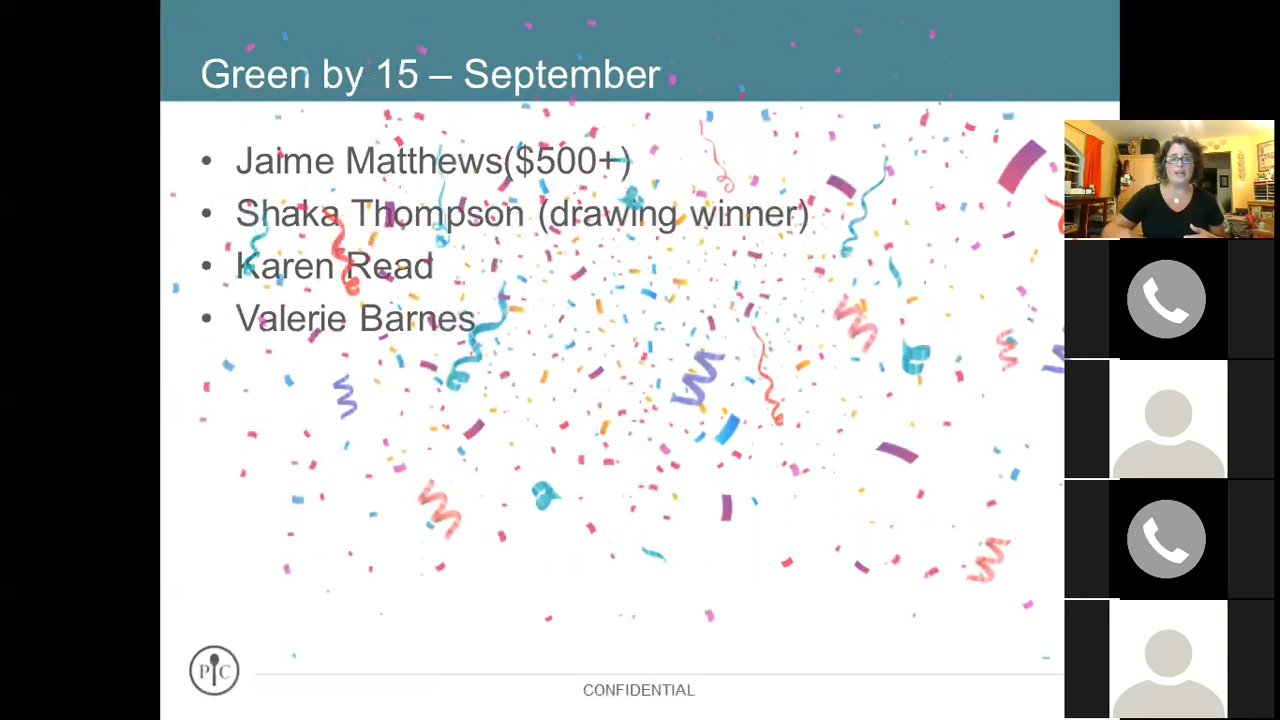 Green by 15 – September
• Jaime Matthews($500+)
• Shaka Thompson (drawing winner)
• Karen Read
• Valerie Barnes
P C
CONFIDENTIAL